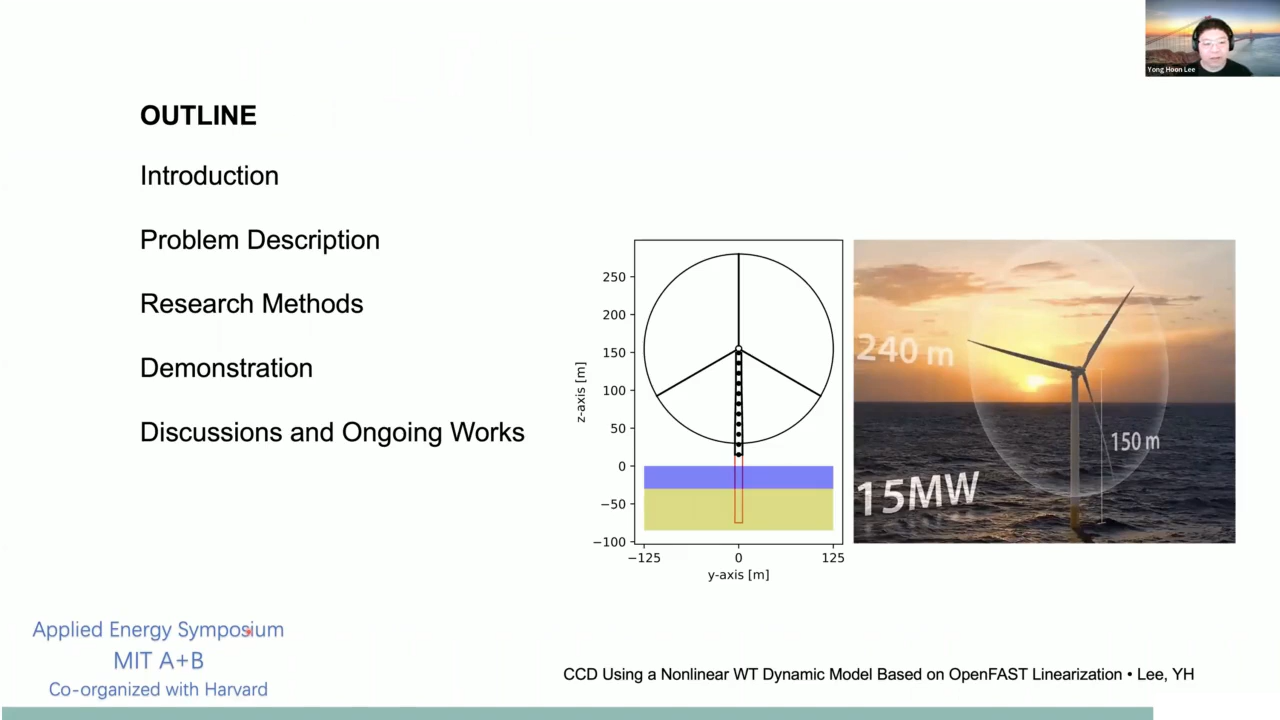 Yong Hoon Lee
OUTLINE
Introduction
Problem Description
Research Methods
Demonstration
Discussions and Ongoing Works
z-axis [m]
250
200
150
100
50
0
−50
−100
−125
0
125
y-axis [m]
240 m
150 m
15MW
Applied Energy Symposium
MIT A+B
Co-organized with Harvard
CCD Using a Nonlinear WT Dynamic Model Based on OpenFAST Linearization • Lee, YH